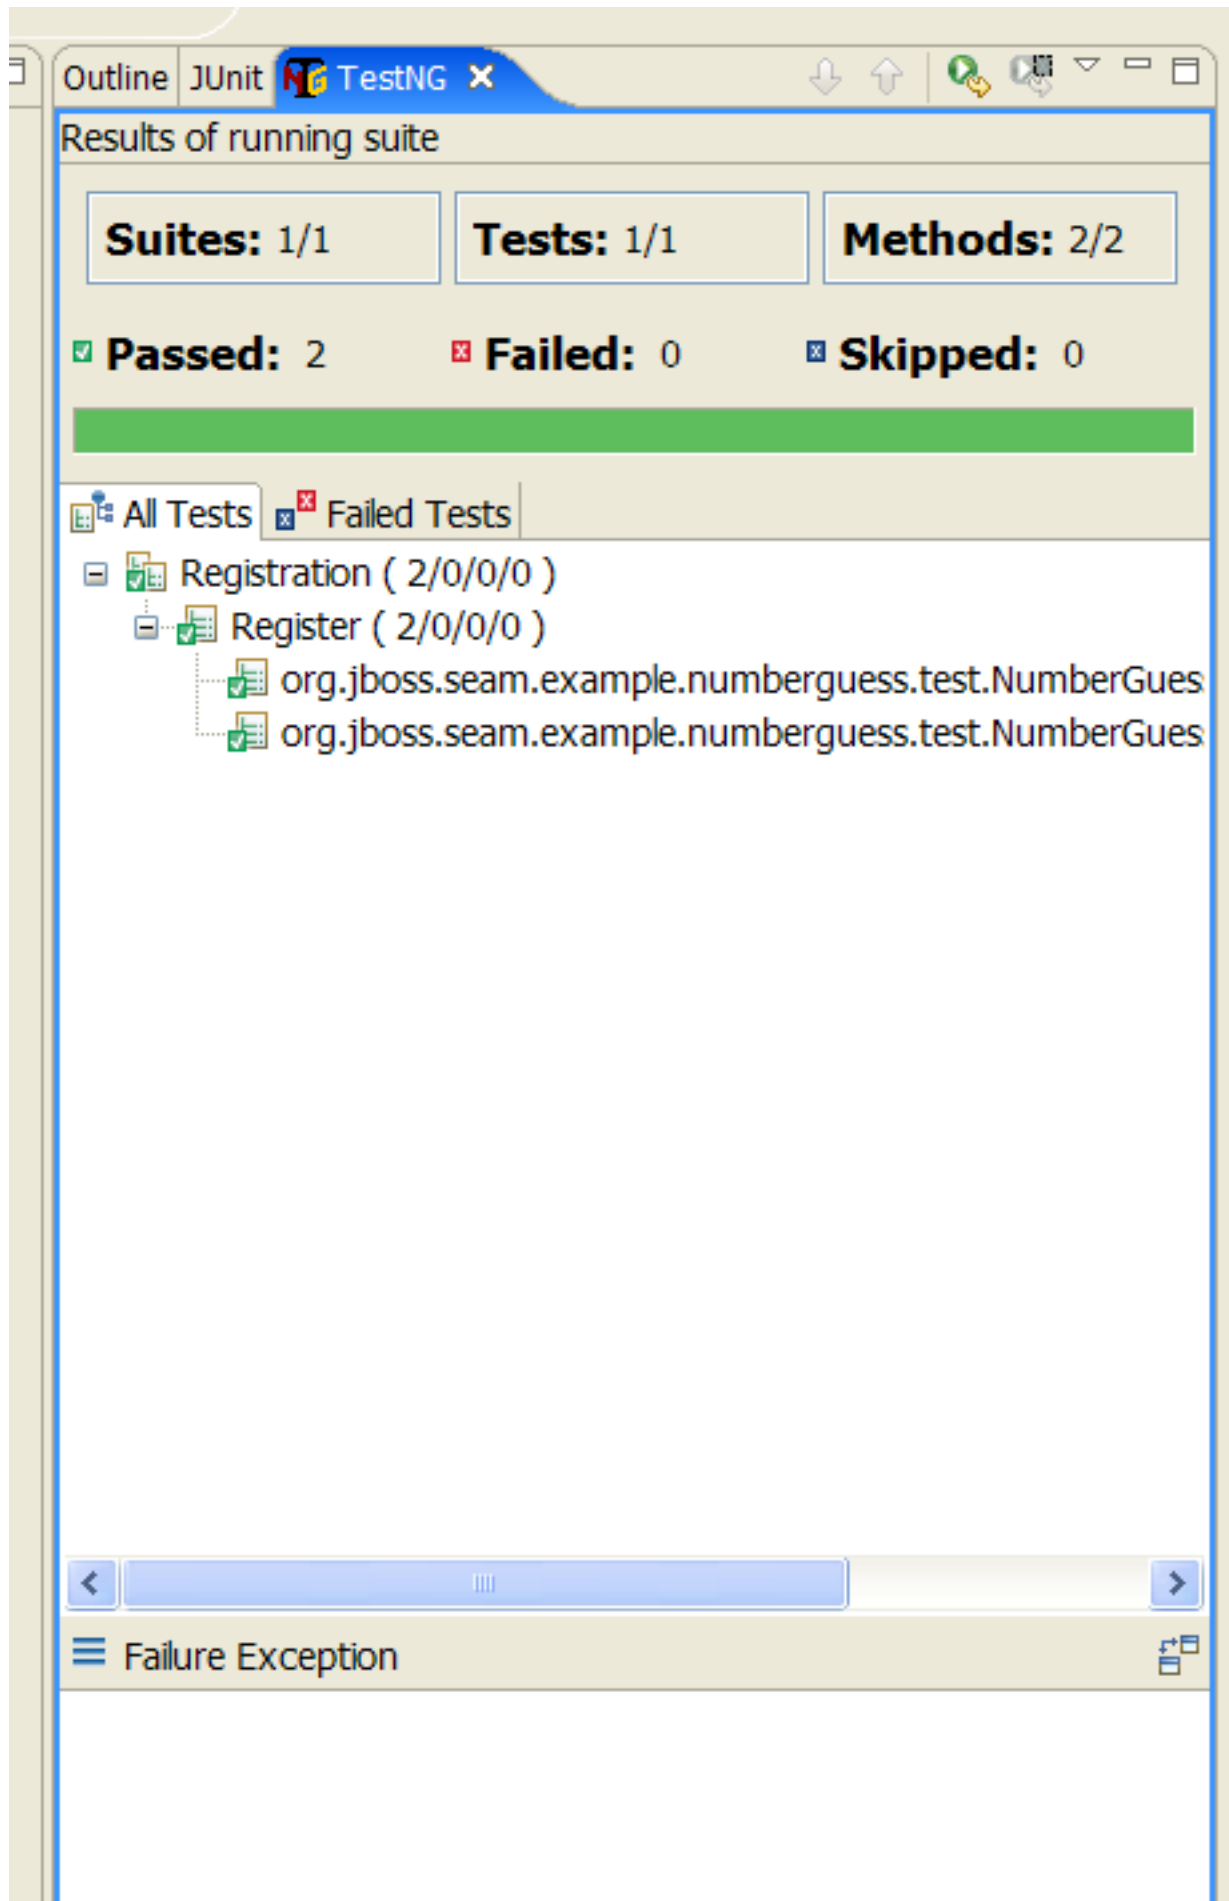 Outline JUnit TestNG
Results of running suite
Suites: 1/1 Tests: 1/1 Methods: 2/2
Passed: 2 Failed: 0 Skipped: 0
All Tests Failed Tests
Registration ( 2/0/0/0 )
Register ( 2/0/0/0 )
org.jboss.seam.example.numberguess.test.NumberGues
org.jboss.seam.example.numberguess.test.NumberGues
Failure Exception